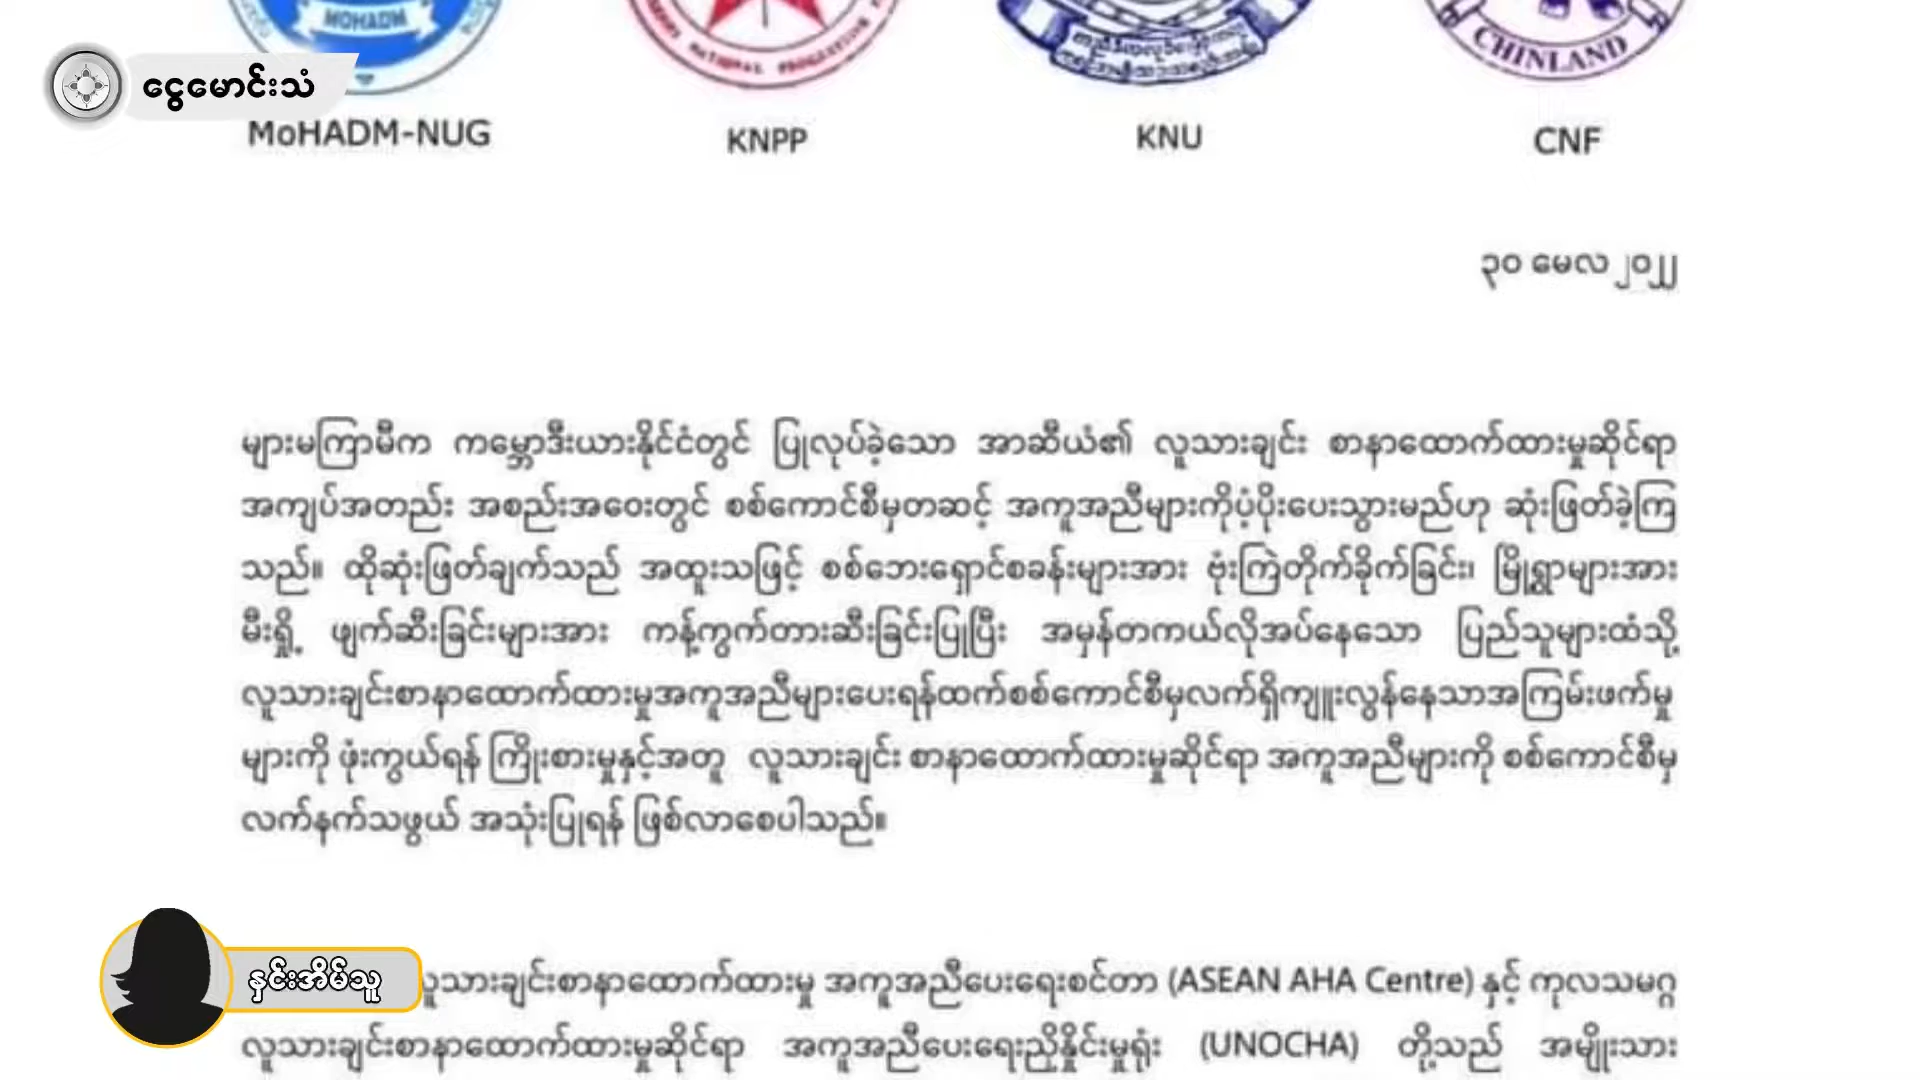 MOHADM
CHINLAND
ငွေမောင်းသံ
MoHADM-NUG
KNPP
KNU
CNF
၃၀ မေလ ၂၀၂၂
များမကြာမီက ကမ္ဘောဒီးယားနိုင်ငံတွင် ပြုလုပ်ခဲ့သော အာဆီယံ၏ လူသားချင်း စာနာထောက်ထားမှုဆိုင်ရာ
အကျပ်အတည်း အစည်းအဝေးတွင် စစ်ကောင်စီမှတဆင့် အကူအညီများကိုပံ့ပိုးပေးသွားမည်ဟု ဆုံးဖြတ်ခဲ့ကြ
သည်။ ထိုဆုံးဖြတ်ချက်သည် အထူးသဖြင့် စစ်ဘေးရှောင်စခန်းများအား ဗုံးကြဲတိုက်ခိုက်ခြင်း၊ မြို့ရွာများအား
မီးရှို့ ဖျက်ဆီးခြင်းများအား ကန့်ကွက်တားဆီးခြင်းပြုပြီး အမှန်တကယ်လိုအပ်နေသော ပြည်သူများထံသို့
လူသားချင်းစာနာထောက်ထားမှုအကူအညီများပေးရန်ထက်စစ်ကောင်စီမှလက်ရှိကျူးလွန်နေသာအကြမ်းဖက်မှု
များကို ဖုံးကွယ်ရန် ကြိုးစားမှုနှင့်အတူ လူသားချင်း စာနာထောက်ထားမှုဆိုင်ရာ အကူအညီများကို စစ်ကောင်စီမှ
လက်နက်သဖွယ် အသုံးပြုရန် ဖြစ်လာစေပါသည်။
နှင်းအိမ်သူ
လူသားချင်းစာနာထောက်ထားမှု အကူအညီပေးရေးစင်တာ (ASEAN AHA Centre) နှင့် ကုလသမဂ္ဂ
လူသားချင်းစာနာထောက်ထားမှုဆိုင်ရာ အကူအညီပေးရေးညှိနှိုင်းမှုရုံး (UNOCHA) တို့သည် အမျိုးသား